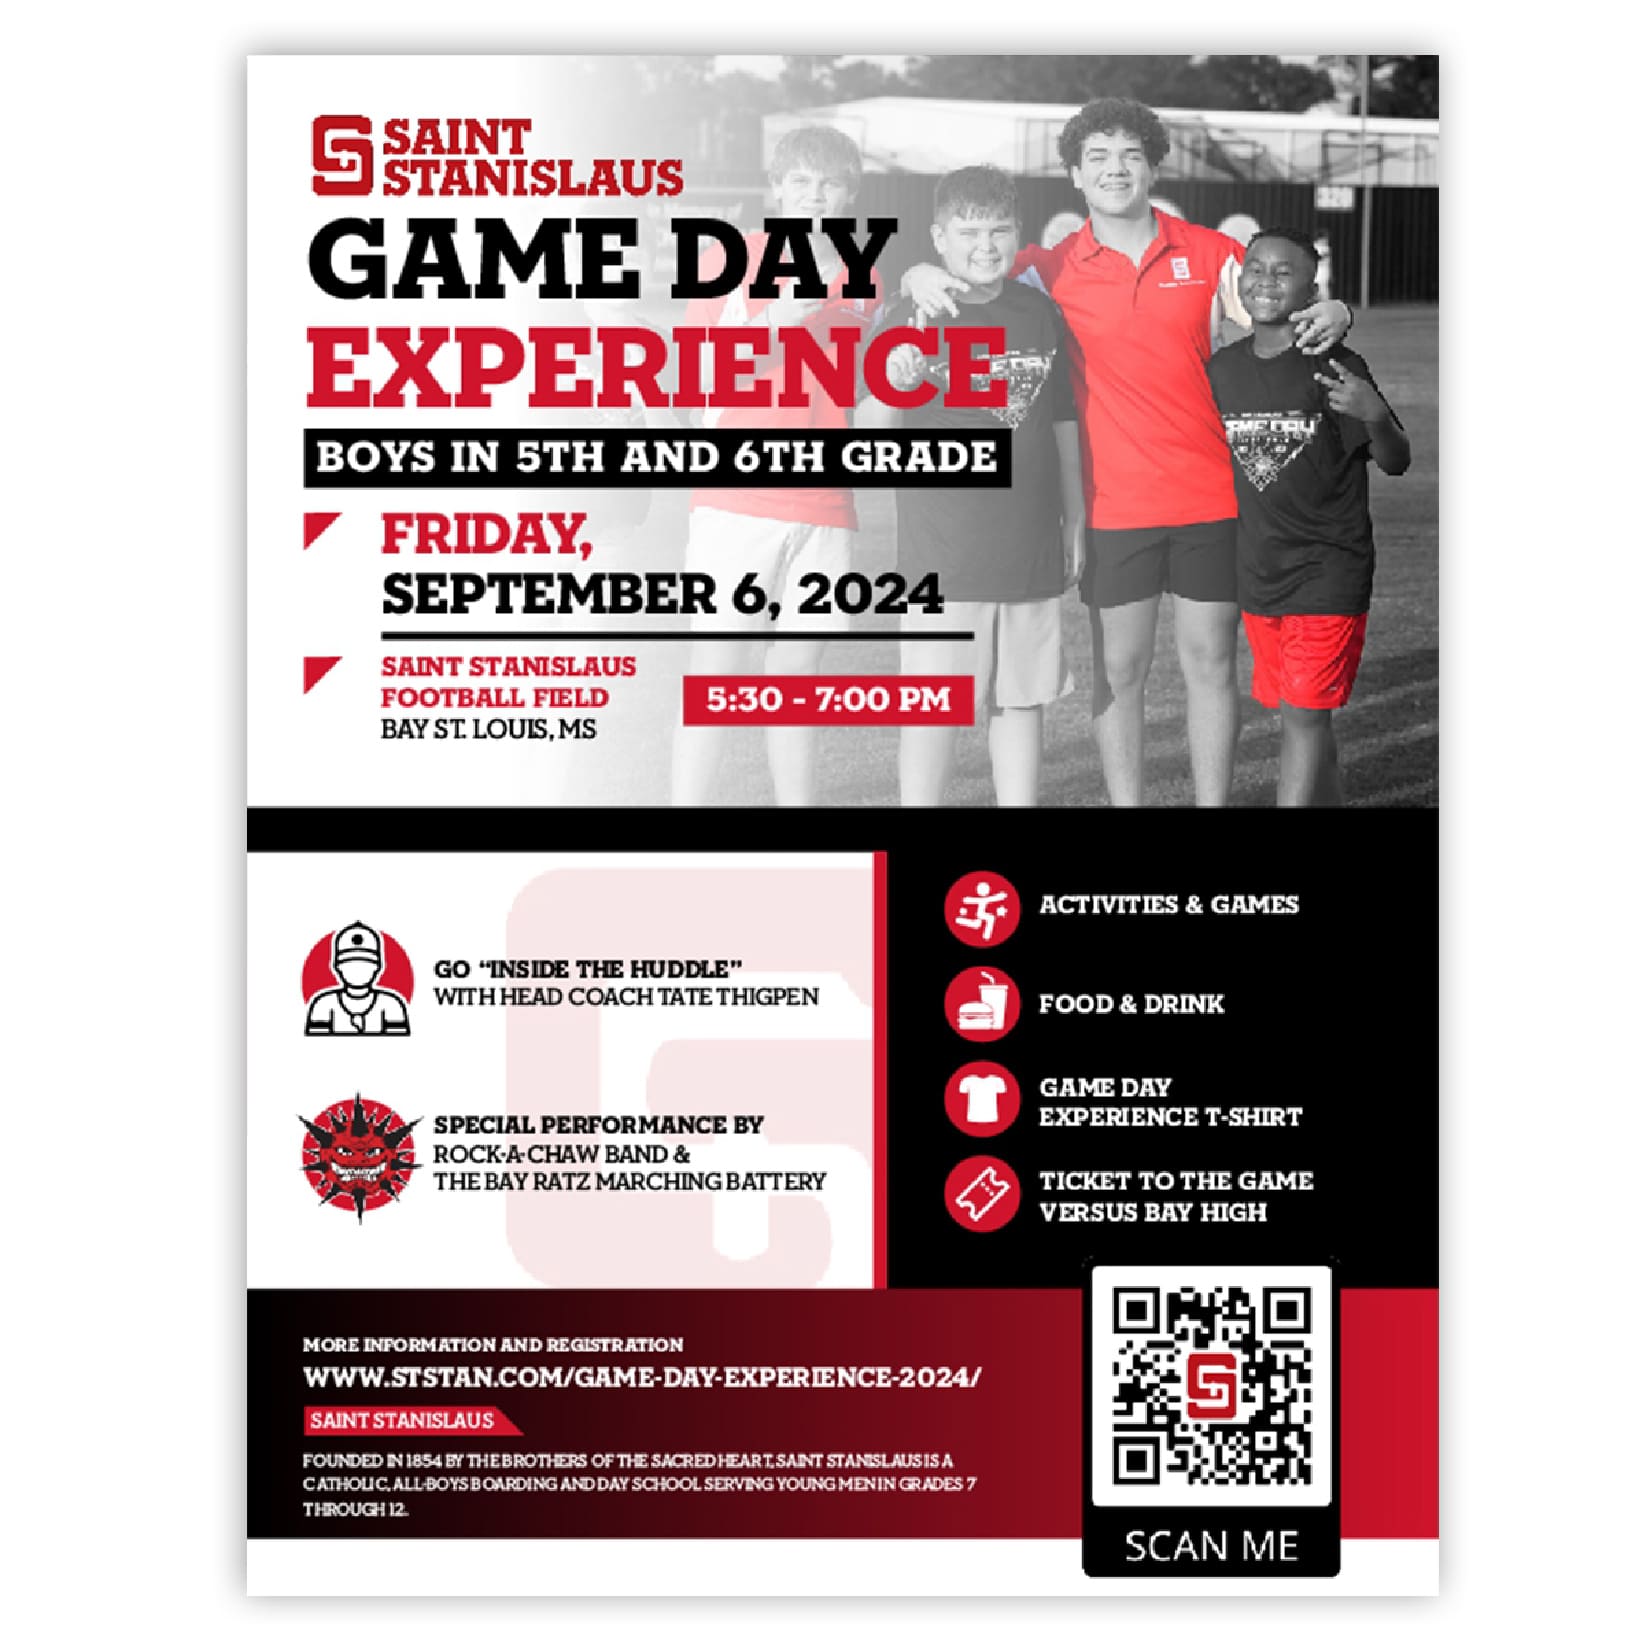 SAINT
STANISLAUS
GAME DAY
EXPERIENCE
BOYS IN 5TH AND 6TH GRADE
FRIDAY,
SEPTEMBER 6, 2024
SAINT STANISLAUS
FOOTBALL FIELD
BAY ST. LOUIS, MS
5:30 - 7:00 PM
GO “INSIDE THE HUDDLE”
WITH HEAD COACH TATE THIGPEN
SPECIAL PERFORMANCE BY
ROCK-A-CHAW BAND &
THE BAY RATZ MARCHING BATTERY
ACTIVITIES & GAMES
FOOD & DRINK
GAME DAY
EXPERIENCE T-SHIRT
TICKET TO THE GAME
VERSUS BAY HIGH
MORE INFORMATION AND REGISTRATION
WWW.STSTAN.COM/GAME-DAY-EXPERIENCE-2024/
SAINT STANISLAUS
FOUNDED IN 1854 BY THE BROTHERS OF THE SACRED HEART, SAINT STANISLAUS IS A
CATHOLIC, ALL-BOYS BOARDING AND DAY SCHOOL SERVING YOUNG MEN IN GRADES 7
THROUGH 12.
SCAN ME